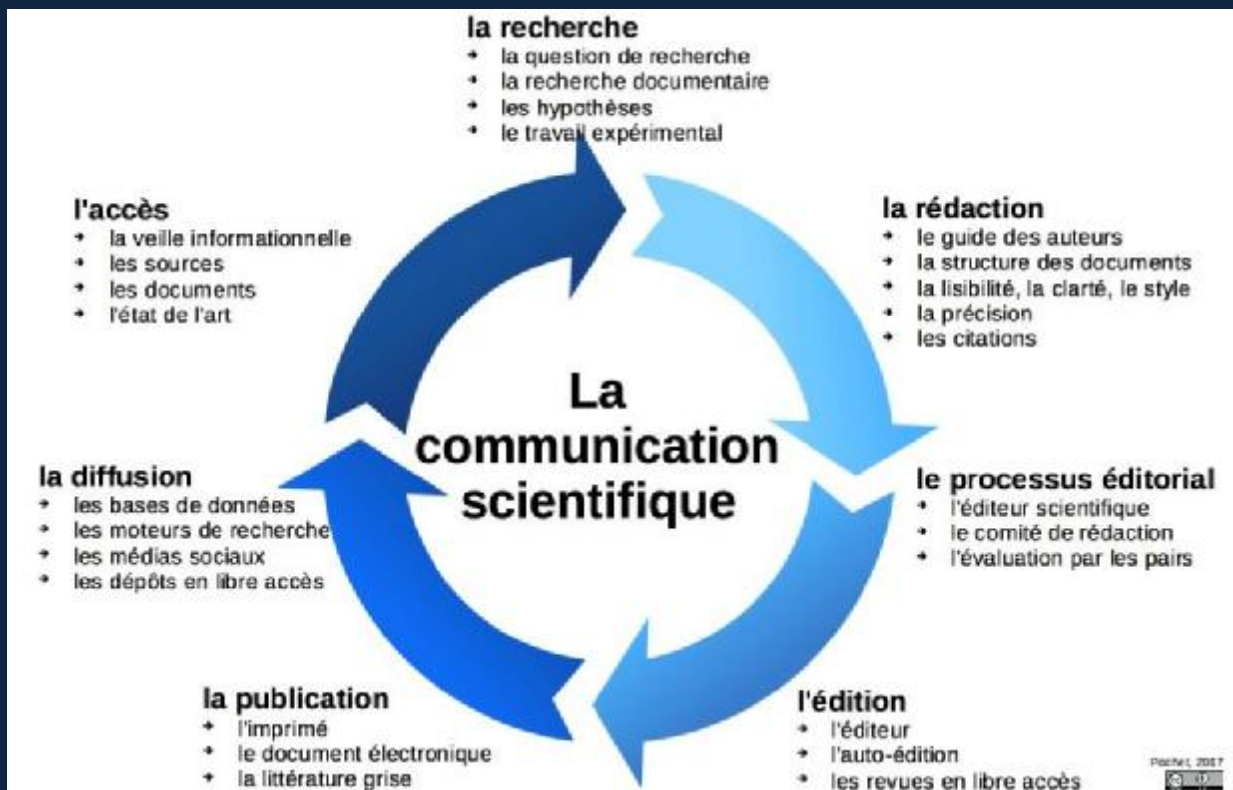 la recherche
➔ la question de recherche
➔ la recherche documentaire
➔ les hypothèses
➔ le travail expérimental
la rédaction
➔ le guide des auteurs
➔ la structure des documents
➔ la lisibilité, la clarté, le style
➔ la précision
➔ les citations
le processus éditorial
➔ l'éditeur scientifique
➔ le comité de rédaction
➔ l'évaluation par les pairs
l'édition
➔ l'éditeur
➔ l'auto-édition
➔ les revues en libre accès
la publication
➔ l'imprimé
➔ le document électronique
➔ la littérature grise
la diffusion
➔ les bases de données
➔ les moteurs de recherche
➔ les médias sociaux
➔ les dépôts en libre accès
l'accès
➔ la veille informationnelle
➔ les sources
➔ les documents
➔ l'état de l'art
La
communication
scientifique
Pochet, 2017